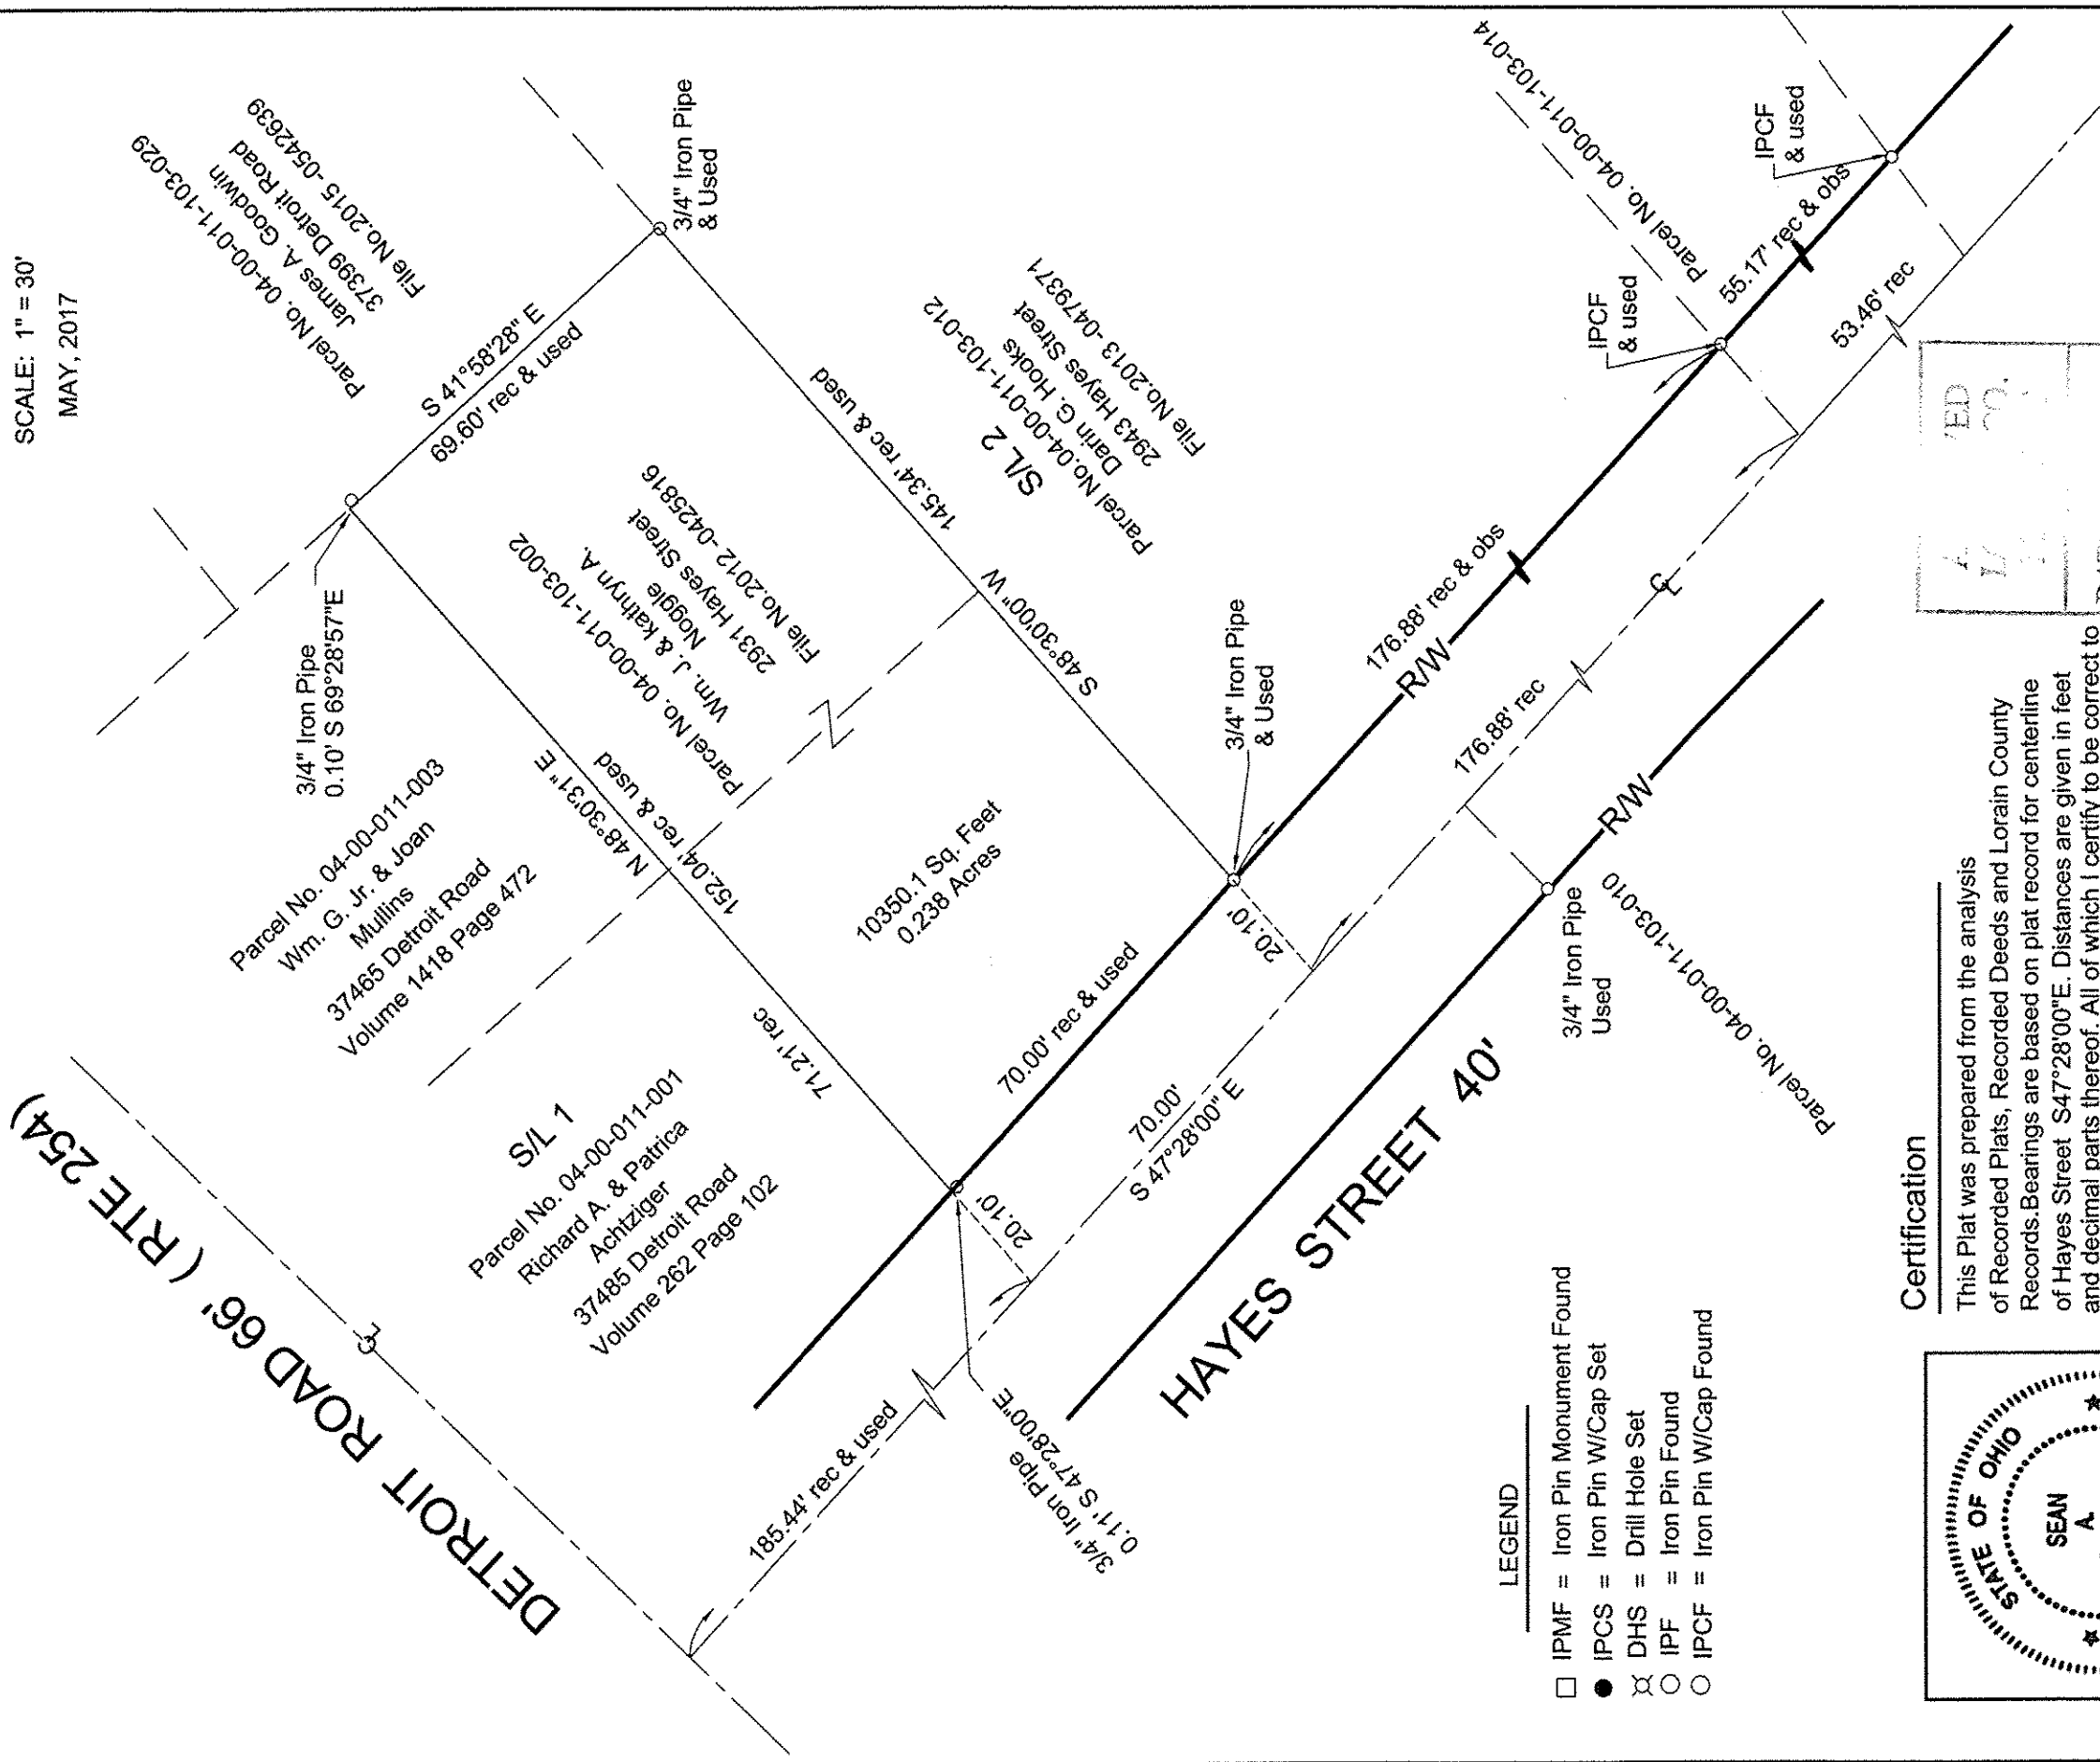 SCALE: 1" = 30'
MAY, 2017
Parcel No. 04-00-011-103-029
James A. Goodwin
37399 Detroit Road
File No.2015 -0542639
3/4" Iron Pipe
& Used
S 41°58'28" E
69.60' rec & used
3/4" Iron Pipe
0.10' S 69°28'57"E
DETROIT ROAD 66' ( RTE 254)
Parcel No. 04-00-011-003
Wm. G. Jr. & Joan
Mullins
37465 Detroit Road
Volume 1418 Page 472
N 48°30'31" E
152.04' rec & used
71.21' rec
Parcel No. 04-00-011-103-002
Wm. J. & kathryn A.
Noggle
2931 Hayes Street
File No.2012 -0425816
145.34' rec & used
S 48°30'00" W
S/L 2
Parcel No.04-00-011-103-012
Darin G. Hooks
2943 Hayes Street
File No.2013 -0479371
Parcel No. 04-00-011-103-014
IPCF
& used
IPCF
& used
55.17' rec & obs
53.46' rec
10350.1 Sq. Feet
0.238 Acres
3/4" Iron Pipe
& Used
176.88' rec & obs
R/W
176.88' rec
R/W
S/L 1
Parcel No. 04-00-011-001
Richard A. & Patrica
Achtziger
37485 Detroit Road
Volume 262 Page 102
70.00' rec & used
20.10'
20.10'
70.00'
S 47°28'00" E
3/4" Iron Pipe
Used
Parcel No. 04-00-011-103-010
HAYES STREET 40'
185.44' rec & used
3/4" Iron Pipe
0.11' S 47°28'00"E
LEGEND
□ IPMF = Iron Pin Monument Found
● IPCS = Iron Pin W/Cap Set
¤ DHS = Drill Hole Set
○ IPF = Iron Pin Found
○ IPCF = Iron Pin W/Cap Found
Certification
This Plat was prepared from the analysis
of Recorded Plats, Recorded Deeds and Lorain County
Records.Bearings are based on plat record for centerline
of Hayes Street S47°28'00"E. Distances are given in feet
and decimal parts thereof. All of which I certify to be correct to
STATE OF OHIO
SEAN
A.